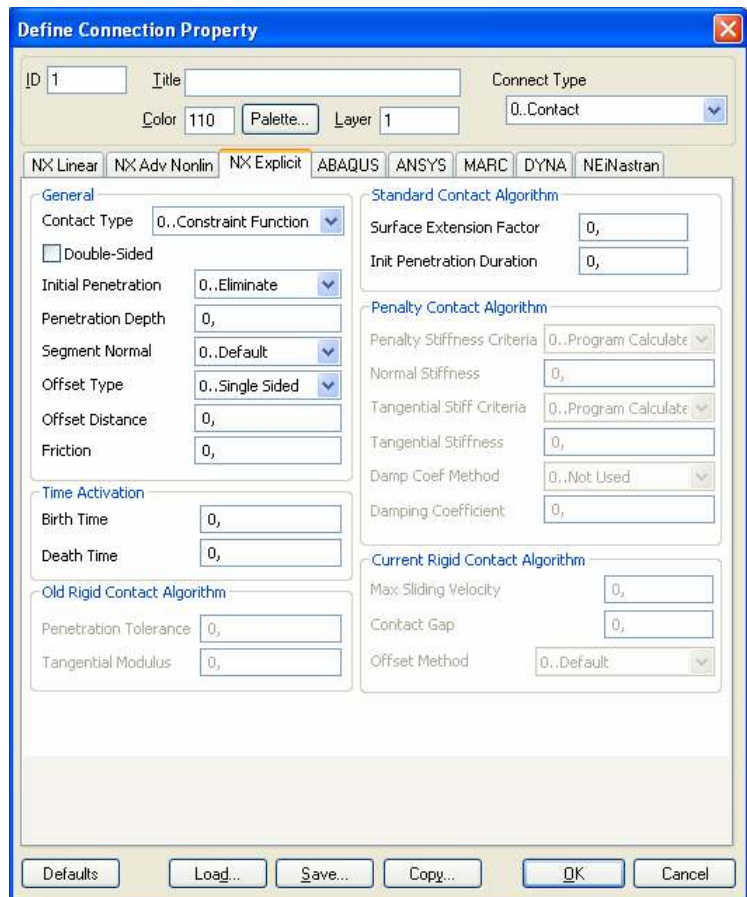 Define Connection Property
ID 1 Title Connect Type
Color 110 Palette... Layer 1 0..Contact
NX Linear NX Adv Nonlin NX Explicit ABAQUS ANSYS MARC DYNA NEiNastran
General
Contact Type 0..Constraint Function
Double-Sided
Initial Penetration 0..Eliminate
Penetration Depth 0,
Segment Normal 0..Default
Offset Type 0..Single Sided
Offset Distance 0,
Friction 0,
Time Activation
Birth Time 0,
Death Time 0,
Old Rigid Contact Algorithm
Penetration Tolerance 0,
Tangential Modulus 0,
Standard Contact Algorithm
Surface Extension Factor 0,
Init Penetration Duration 0,
Penalty Contact Algorithm
Penalty Stiffness Criteria 0..Program Calculate
Normal Stiffness 0,
Tangential Stiff Criteria 0..Program Calculate
Tangential Stiffness 0,
Damp Coef Method 0..Not Used
Damping Coefficient 0,
Current Rigid Contact Algorithm
Max Sliding Velocity 0,
Contact Gap 0,
Offset Method 0..Default
Defaults Load... Save... Copy... OK Cancel